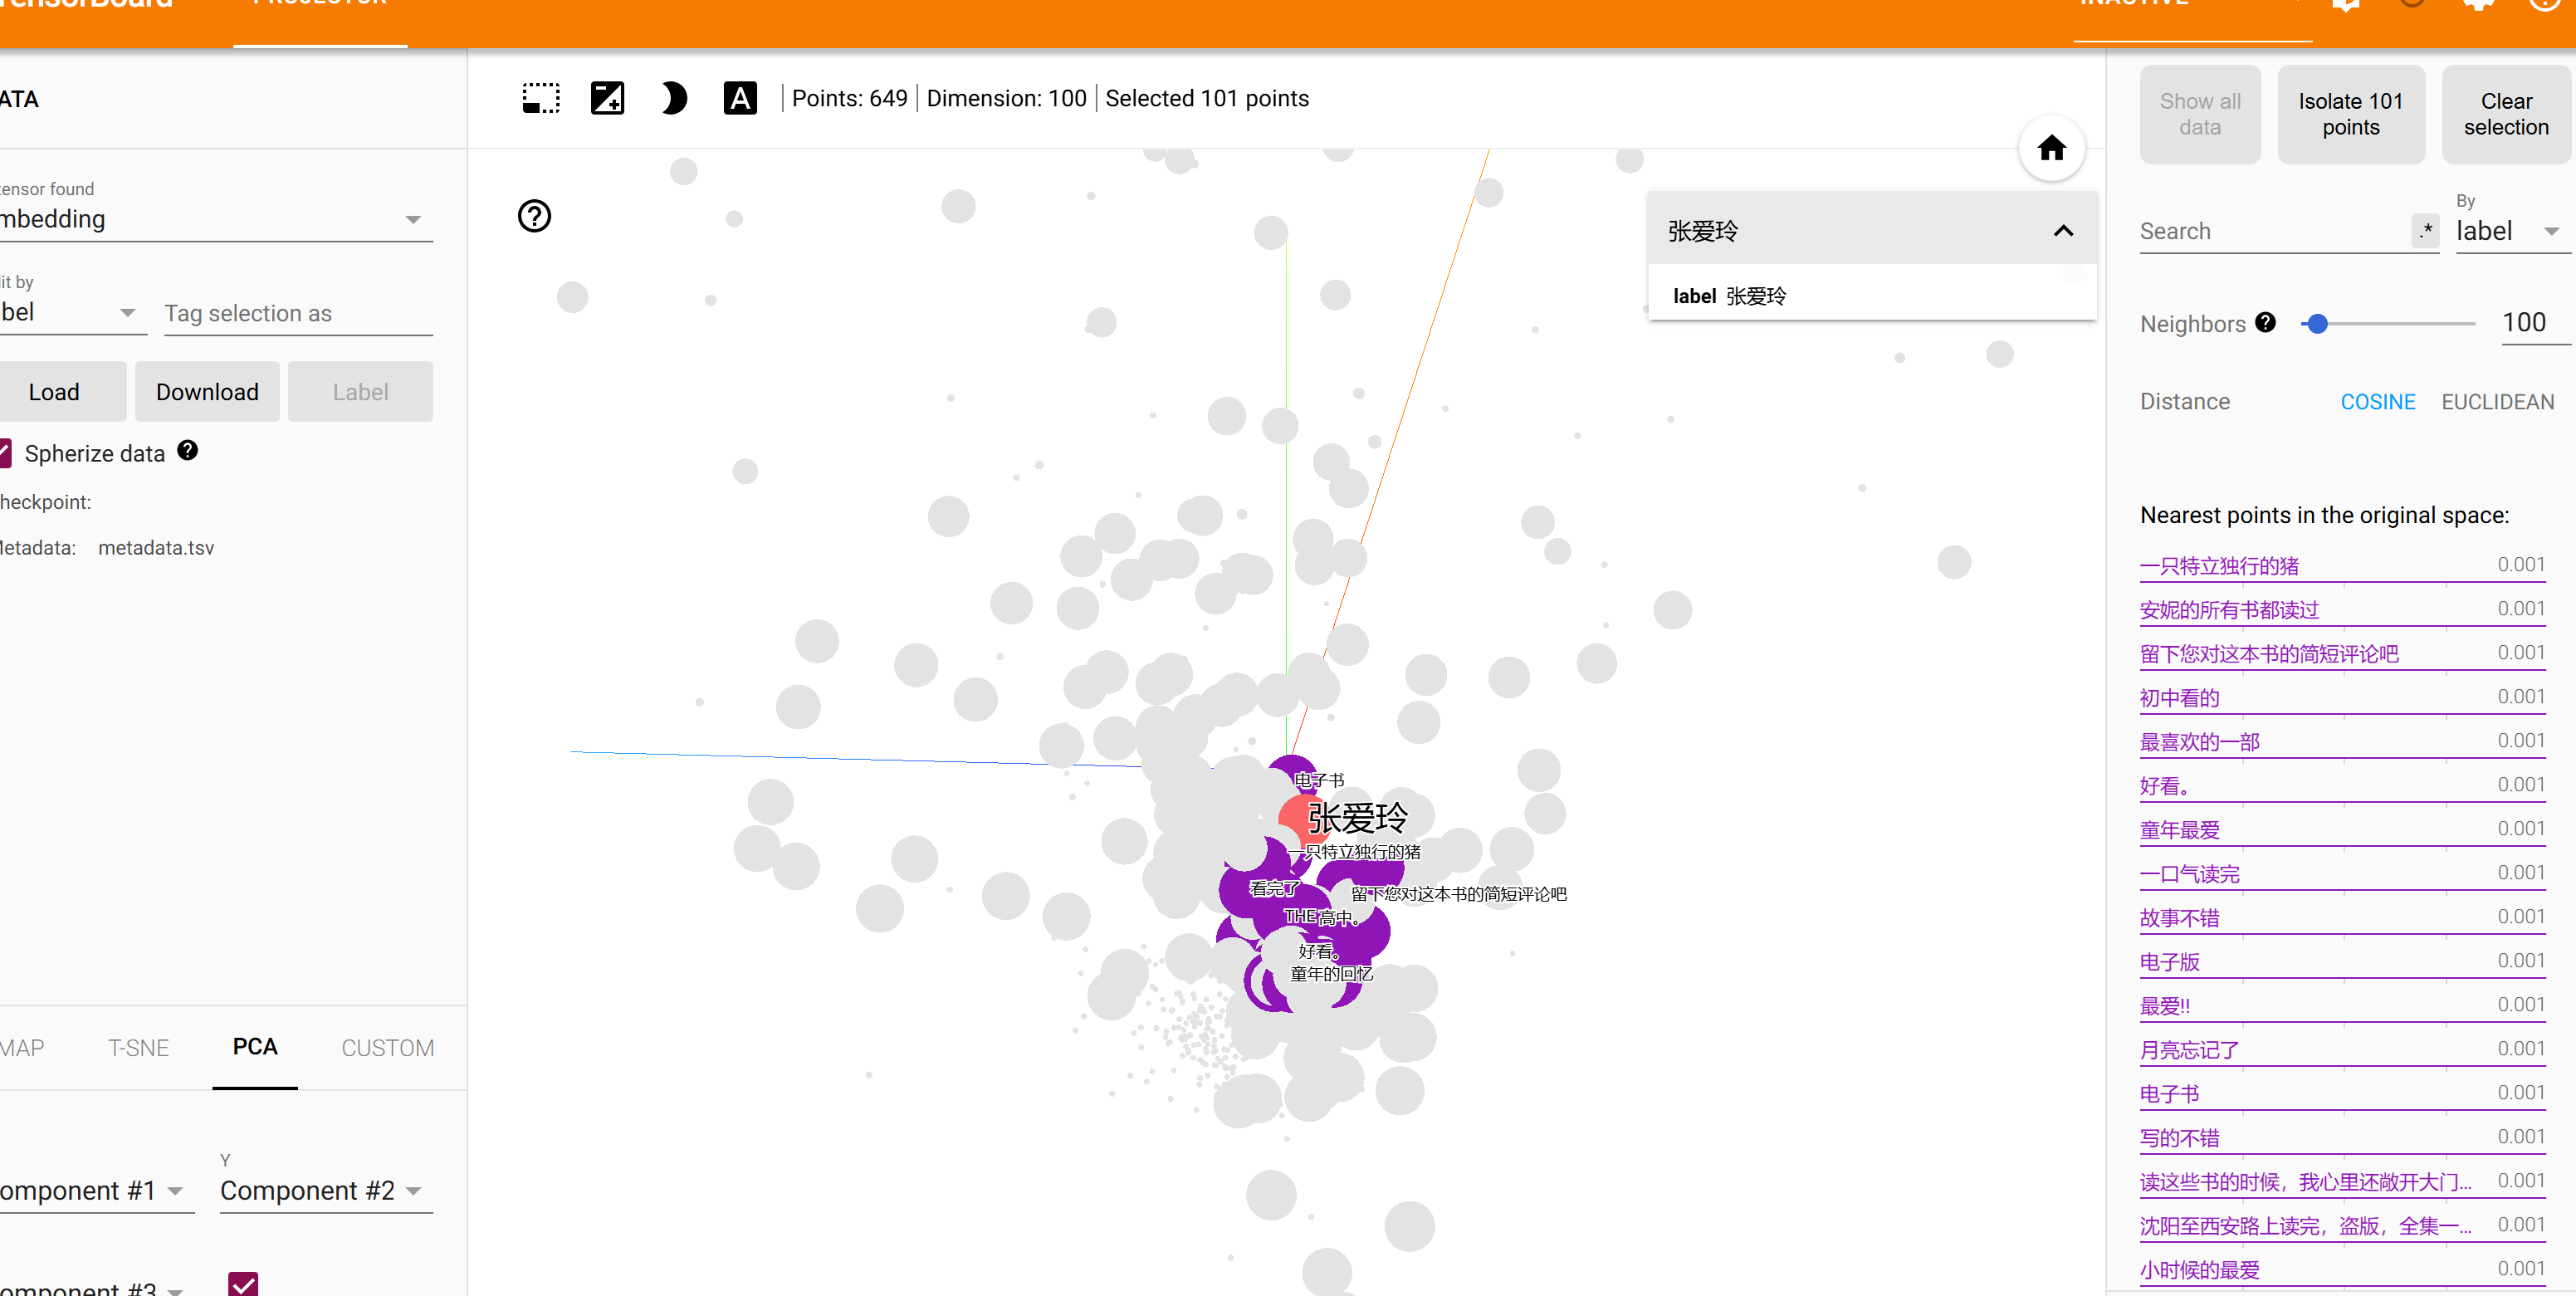 TensorBoard
PROJECTOR
INACTIVE
ATA
Points: 649
Dimension: 100
Selected 101 points
Show all data
Isolate 101 points
Clear selection
ensor found
mbedding
it by
bel
Tag selection as
Load
Download
Label
Spherize data
heckpoint:
Metadata: metadata.tsv
MAP
T-SNE
PCA
CUSTOM
Y
omponent #1
Component #2
omponent #3
张爱玲
label 张爱玲
电子书
张爱玲
一只特立独行的猪
看完了
留下您对这本书的简短评论吧
THE
高中。
好看。
童年的回忆
Search
.*
By
label
Neighbors
100
Distance
COSINE
EUCLIDEAN
Nearest points in the original space:
一只特立独行的猪 0.001
安妮的所有书都读过 0.001
留下您对这本书的简短评论吧 0.001
初中看的 0.001
最喜欢的一部 0.001
好看。 0.001
童年最爱 0.001
一口气读完 0.001
故事不错 0.001
电子版 0.001
最爱!! 0.001
月亮忘记了 0.001
电子书 0.001
写的不错 0.001
读这些书的时候，我心里还敞开大门... 0.001
沈阳至西安路上读完，盗版，全集一... 0.001
小时候的最爱 0.001